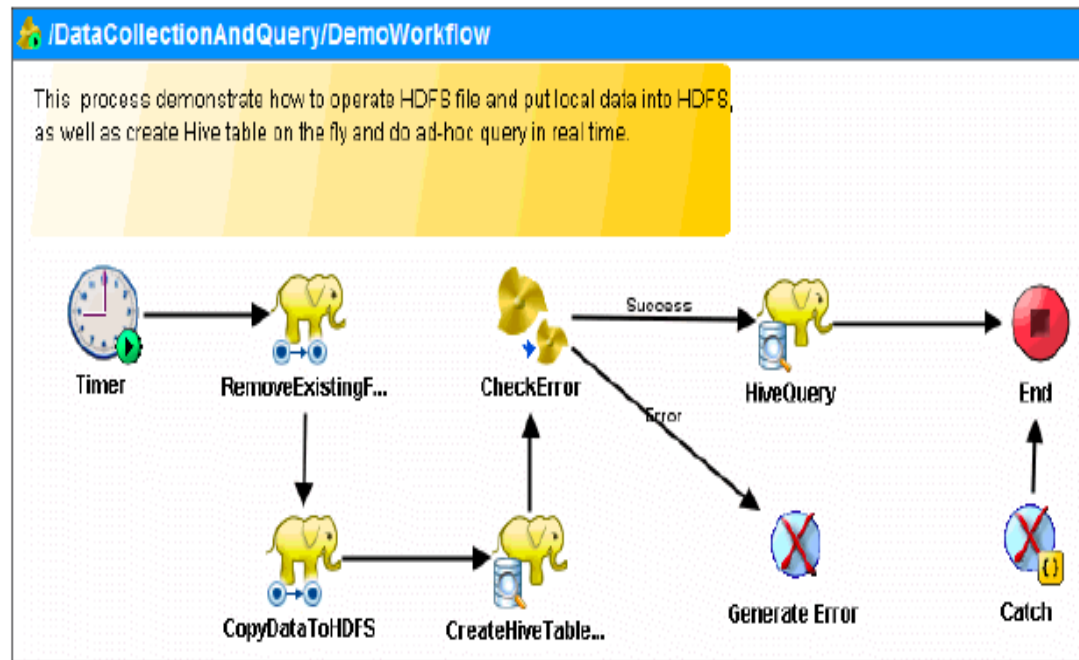 /DataCollectionAndQuery/DemoWorkflow
This process demonstrate how to operate HDFS file and put local data into HDFS,
as well as create Hive table on the fly and do ad-hoc query in real time.
Success
Timer
RemoveExistingF...
CheckError
HiveQuery
End
Error
CopyDataToHDFS
CreateHiveTable...
Generate Error
Catch